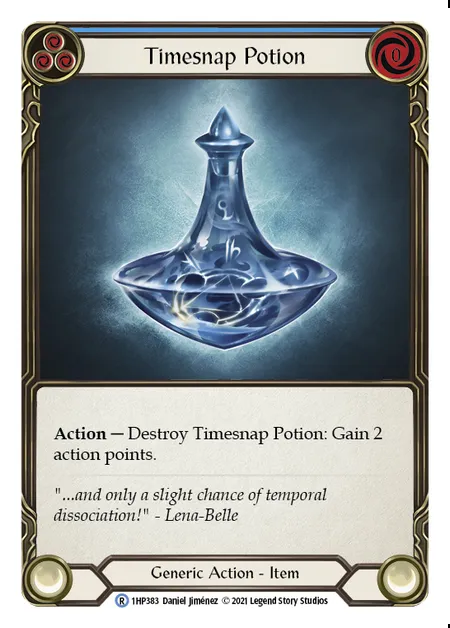 Timesnap Potion
0
Action — Destroy Timesnap Potion: Gain 2
action points.
"...and only a slight chance of temporal
dissociation!" - Lena-Belle
Generic Action - Item
R 1HP383 Daniel Jiménez © 2021 Legend Story Studios